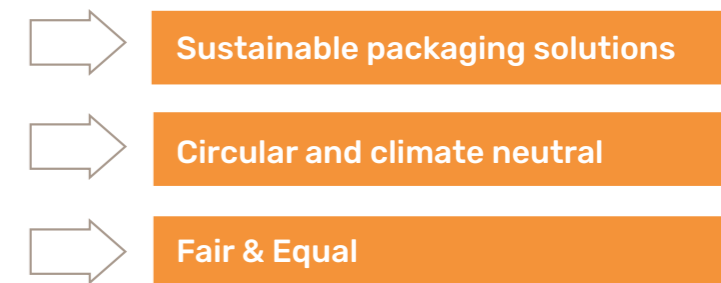 Sustainable packaging solutions
Circular and climate neutral
Fair & Equal